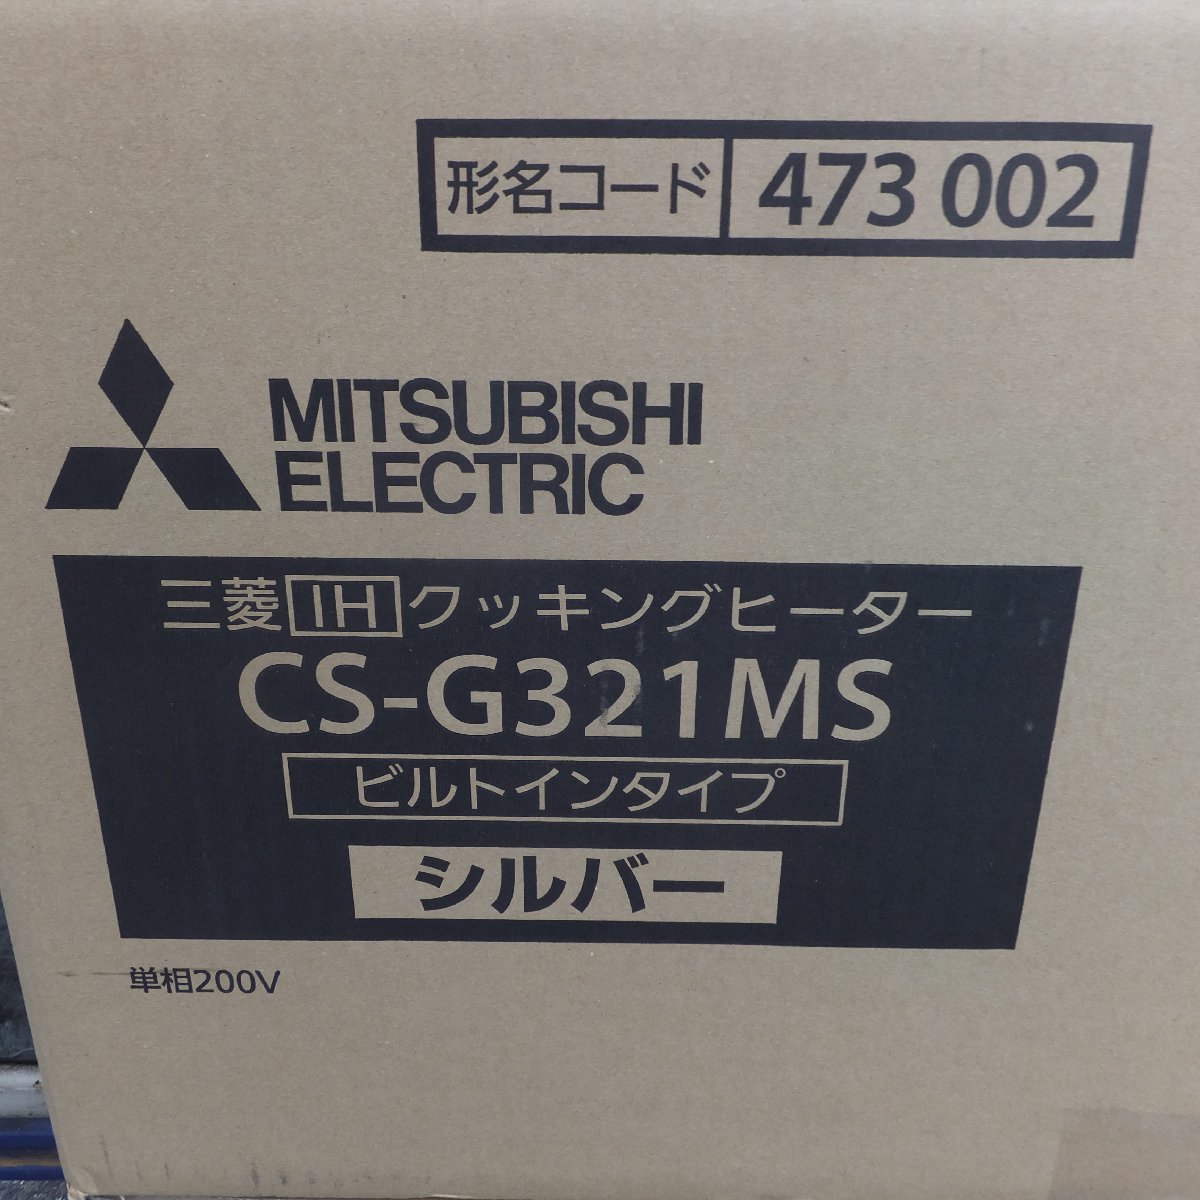 形名コード 473 002
MITSUBISHI
ELECTRIC
三菱IHクッキングヒーター
CS-G321MS
ビルトインタイプ
シルバー
単相200V